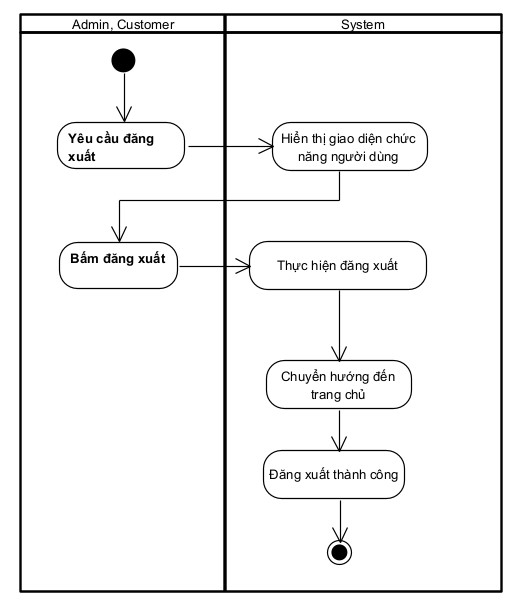 Admin, Customer
System
Yêu cầu đăng
xuất
Hiển thị giao diện chức
năng người dùng
Bấm đăng xuất
Thực hiện đăng xuất
Chuyển hướng đến
trang chủ
Đăng xuất thành công